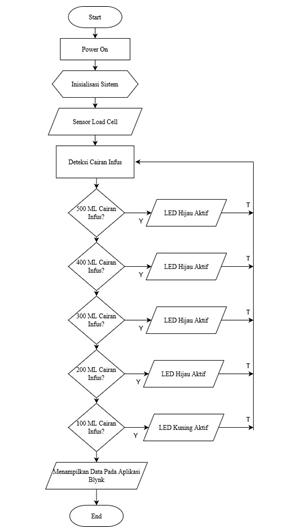 Start
Power On
Inisialisasi Sistem
Sensor Load Cell
Deteksi Cairan Infus
500 ML Cairan
Infus?
Y
LED Hijau Aktif
T
400 ML Cairan
Infus?
Y
LED Hijau Aktif
T
300 ML Cairan
Infus?
Y
LED Hijau Aktif
T
200 ML Cairan
Infus?
Y
LED Hijau Aktif
T
100 ML Cairan
Infus?
Y
LED Kuning Aktif
T
Menampilkan Data Pada Aplikasi
Blynk
End